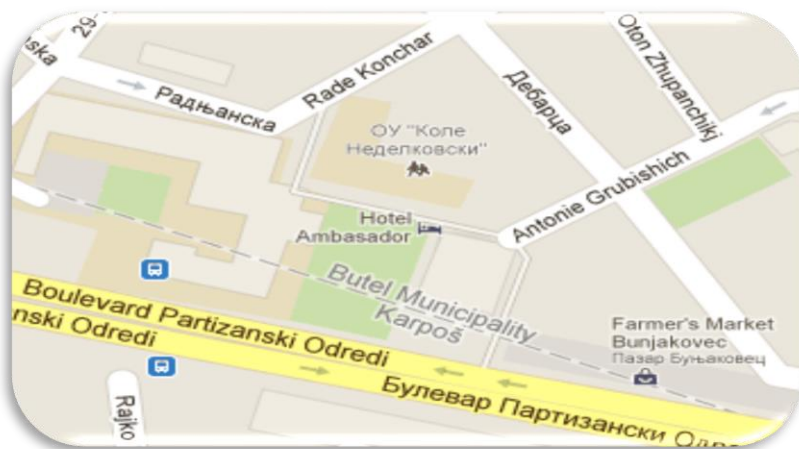 29-
ska
Радњанска
Rade Konchar
Дебарца
Oton Zhupanchikj
ОУ "Коле
Неделковски"
Antonie Grubishich
Hotel
Ambasador
Butel Municipality
Karpoš
Boulevard Partizanski Odredi
nski Odredi
Farmer's Market
Bunjakovec
Пазар Буњаковец
Булевар Партизански Одре
Rajko